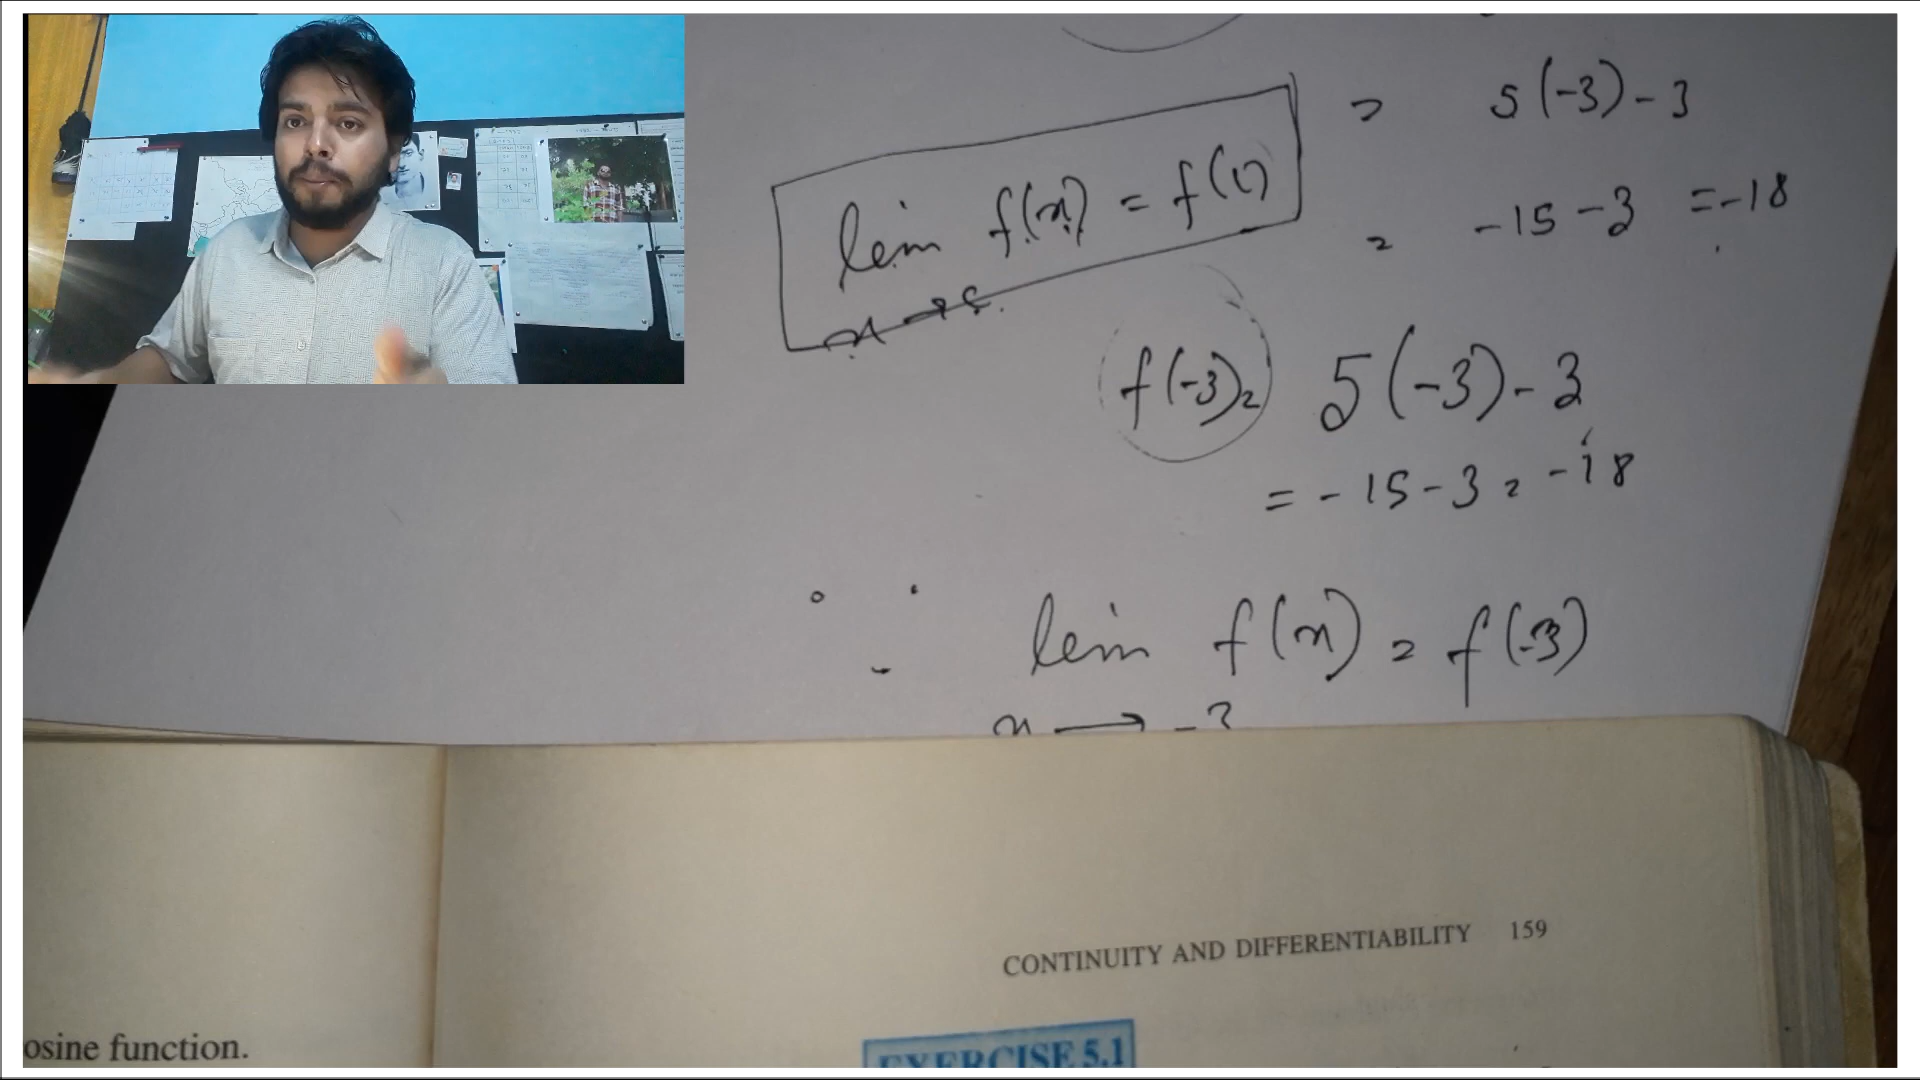 = 5(-3)-3
lim f(x) = f(c)
x→c
= -15-3 =-18
f(-3)= 5(-3)-3
= -15-3=-18
lim f(x) = f(-3)
x → -3
CONTINUITY AND DIFFERENTIABILITY 159
osine function.
EXERCISE 5.1